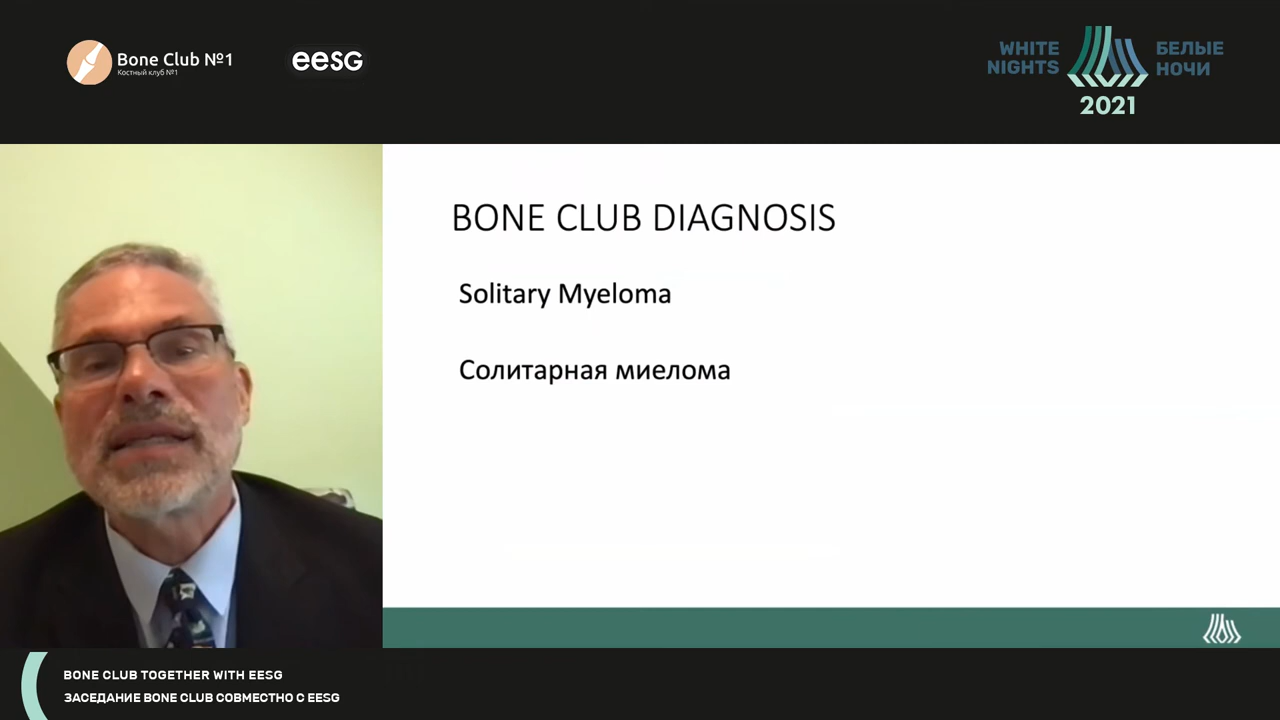 Bone Club №1
Костный клуб №1
eesg
WHITE
NIGHTS
БЕЛЫЕ
НОЧИ
2021
BONE CLUB DIAGNOSIS
Solitary Myeloma
Солитарная миелома
BONE CLUB TOGETHER WITH EESG
ЗАСЕДАНИЕ BONE CLUB СОВМЕСТНО С EESG